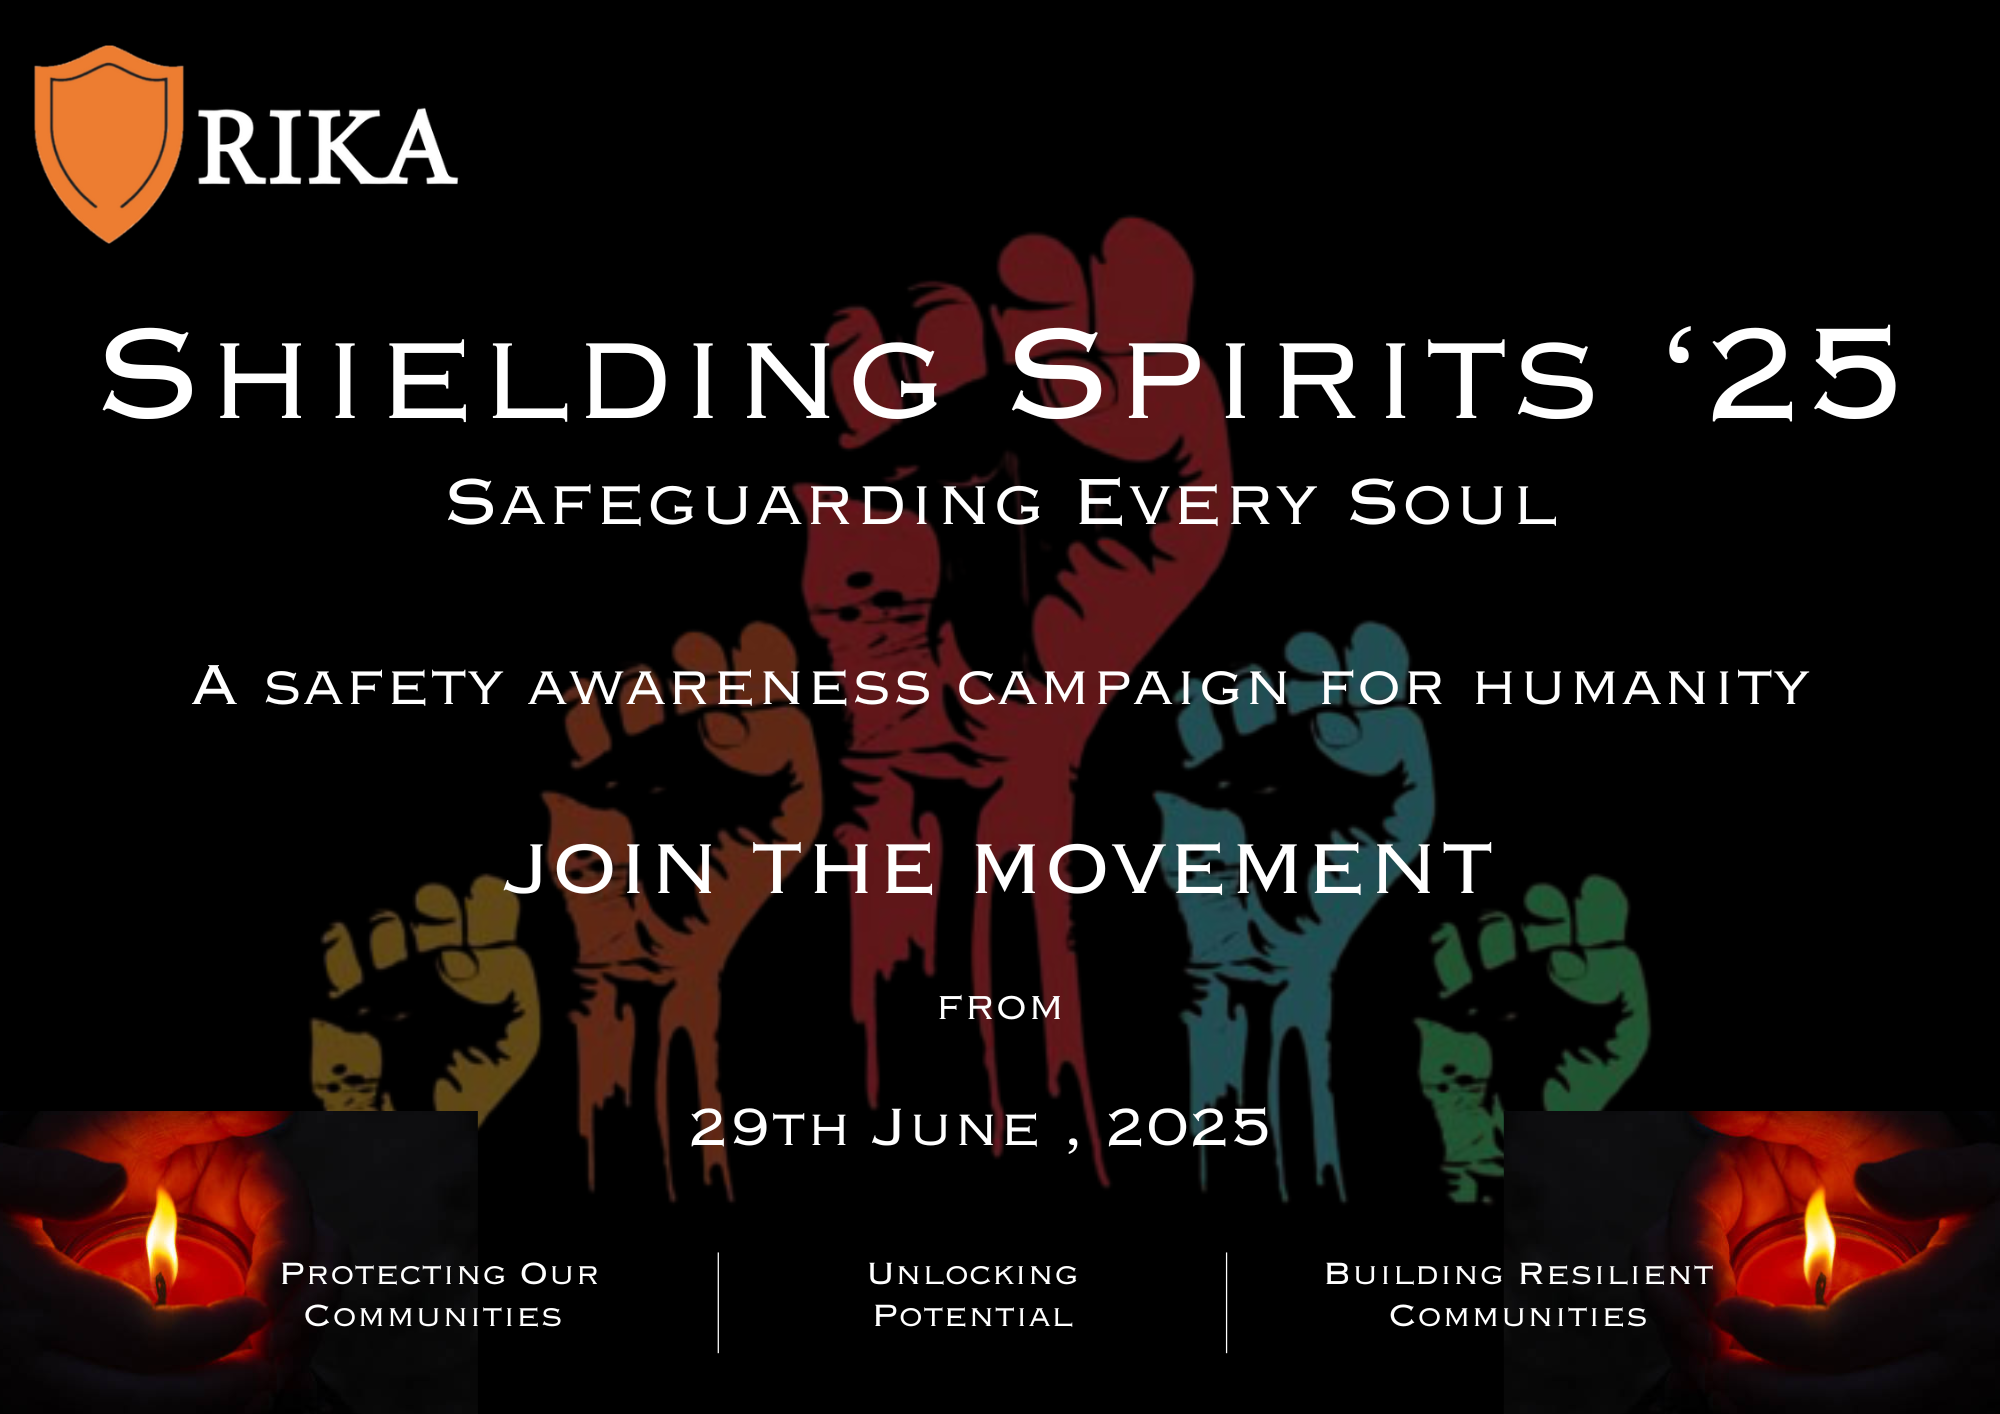 RIKA
Shielding Spirits ‘25
Safeguarding Every Soul
A safety awareness campaign for humanity
JOIN THE MOVEMENT
FROM
29th June , 2025
Protecting Our
Communities
Unlocking
Potential
Building Resilient
Communities